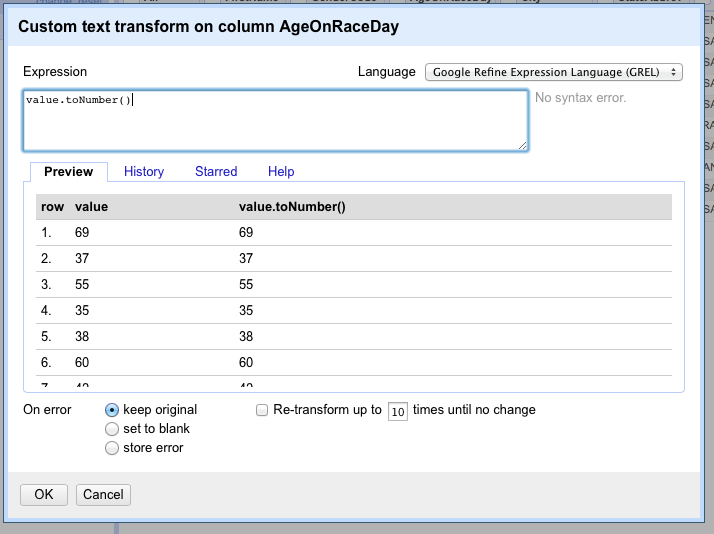 Custom text transform on column AgeOnRaceDay
Expression
Language
Google Refine Expression Language (GREL)
value.toNumber()
No syntax error.
Preview History Starred Help
row value value.toNumber()
1. 69 69
2. 37 37
3. 55 55
4. 35 35
5. 38 38
6. 60 60
On error
keep original
Re-transform up to 10 times until no change
set to blank
store error
OK Cancel